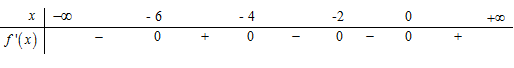 x -∞ - 6 - 4 -2 0 +∞
f'(x) - 0 + 0 - 0 - 0 +